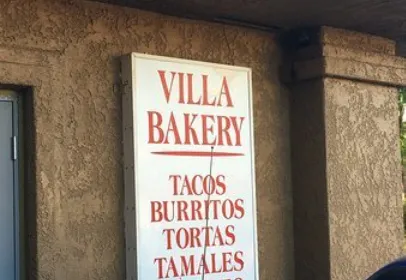 VILLA
BAKERY
TACOS
BURRITOS
TORTAS
TAMALES